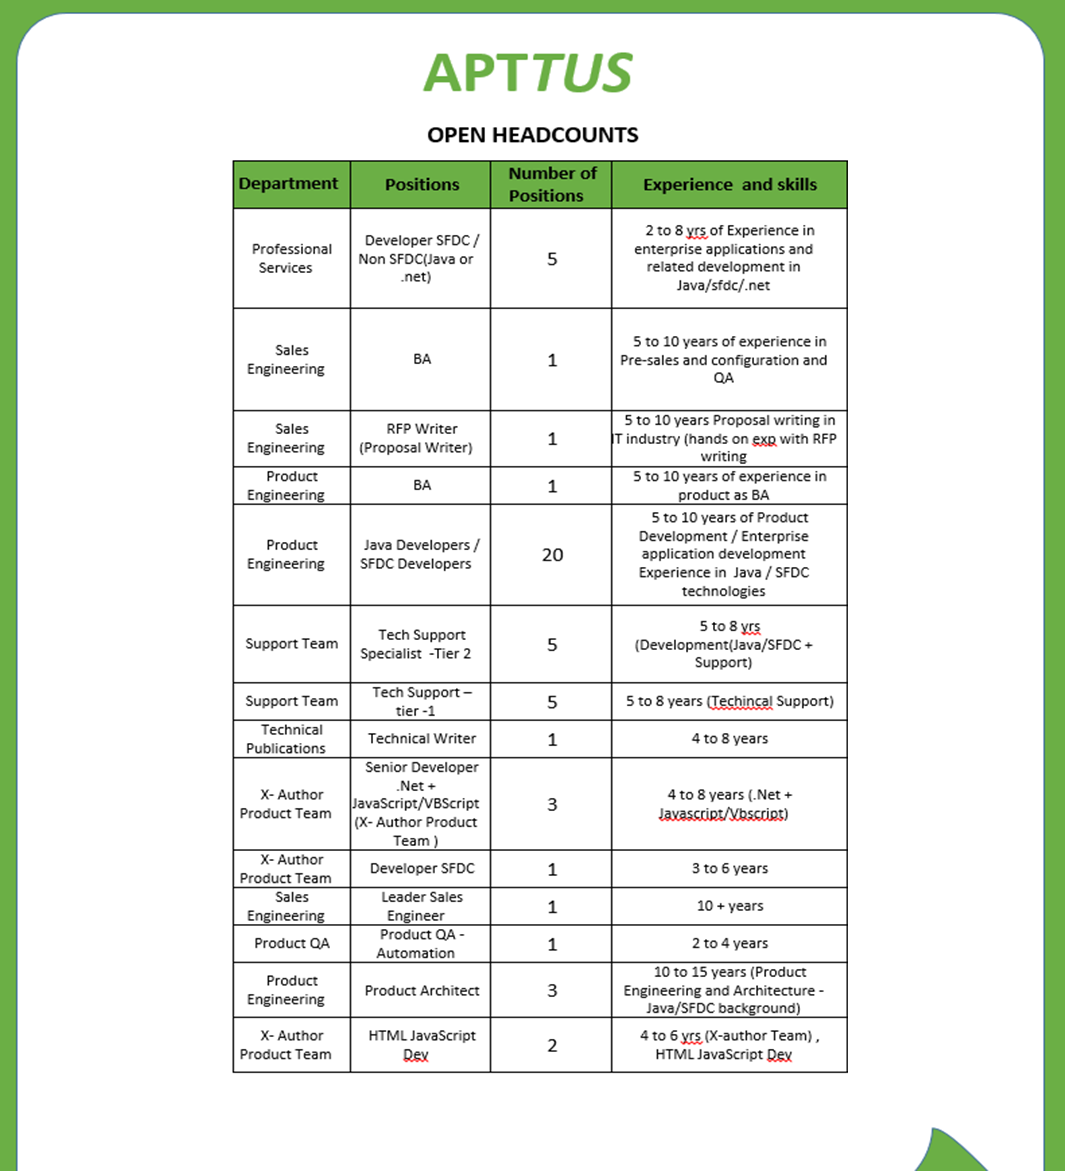 APTTUS
OPEN HEADCOUNTS
Department
Positions
Number of
Positions
Experience and skills
Professional
Services
Developer SFDC /
Non SFDC(Java or
.net)
5
2 to 8 yrs of Experience in
enterprise applications and
related development in
Java/sfdc/.net
Sales
Engineering
BA
1
5 to 10 years of experience in
Pre-sales and configuration and
QA
Sales
Engineering
RFP Writer
(Proposal Writer)
1
5 to 10 years Proposal writing in
IT industry (hands on exp with RFP
writing
Product
Engineering
BA
1
5 to 10 years of experience in
product as BA
Product
Engineering
Java Developers /
SFDC Developers
20
5 to 10 years of Product
Development / Enterprise
application development
Experience in Java / SFDC
technologies
Support Team
Tech Support
Specialist -Tier 2
5
5 to 8 yrs
(Development(Java/SFDC +
Support)
Support Team
Tech Support –
tier -1
5
5 to 8 years (Techincal Support)
Technical
Publications
Technical Writer
1
4 to 8 years
X- Author
Product Team
Senior Developer
.Net +
JavaScript/VBScript
(X- Author Product
Team )
3
4 to 8 years (.Net +
Javascript/Vbscript)
X- Author
Product Team
Developer SFDC
1
3 to 6 years
Sales
Engineering
Leader Sales
Engineer
1
10 + years
Product QA
Product QA -
Automation
1
2 to 4 years
Product
Engineering
Product Architect
3
10 to 15 years (Product
Engineering and Architecture -
Java/SFDC background)
X- Author
Product Team
HTML JavaScript
Dev
2
4 to 6 yrs (X-author Team) ,
HTML JavaScript Dev